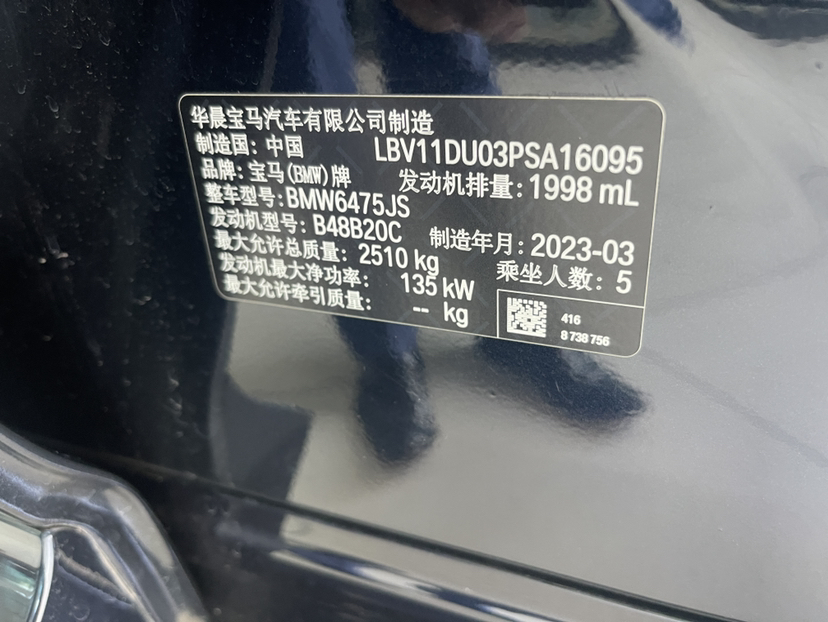 华晨宝马汽车有限公司制造
制造国: 中国 LBV11DU03PSA16095
品牌: 宝马(BMW)牌 发动机排量: 1998 mL
整车型号: BMW6475JS
发动机型号: B48B20C 制造年月: 2023-03
最大允许总质量: 2510 kg 乘坐人数: 5
发动机最大净功率: 135 kW
最大允许牵引质量: -- kg
416
8 738 756